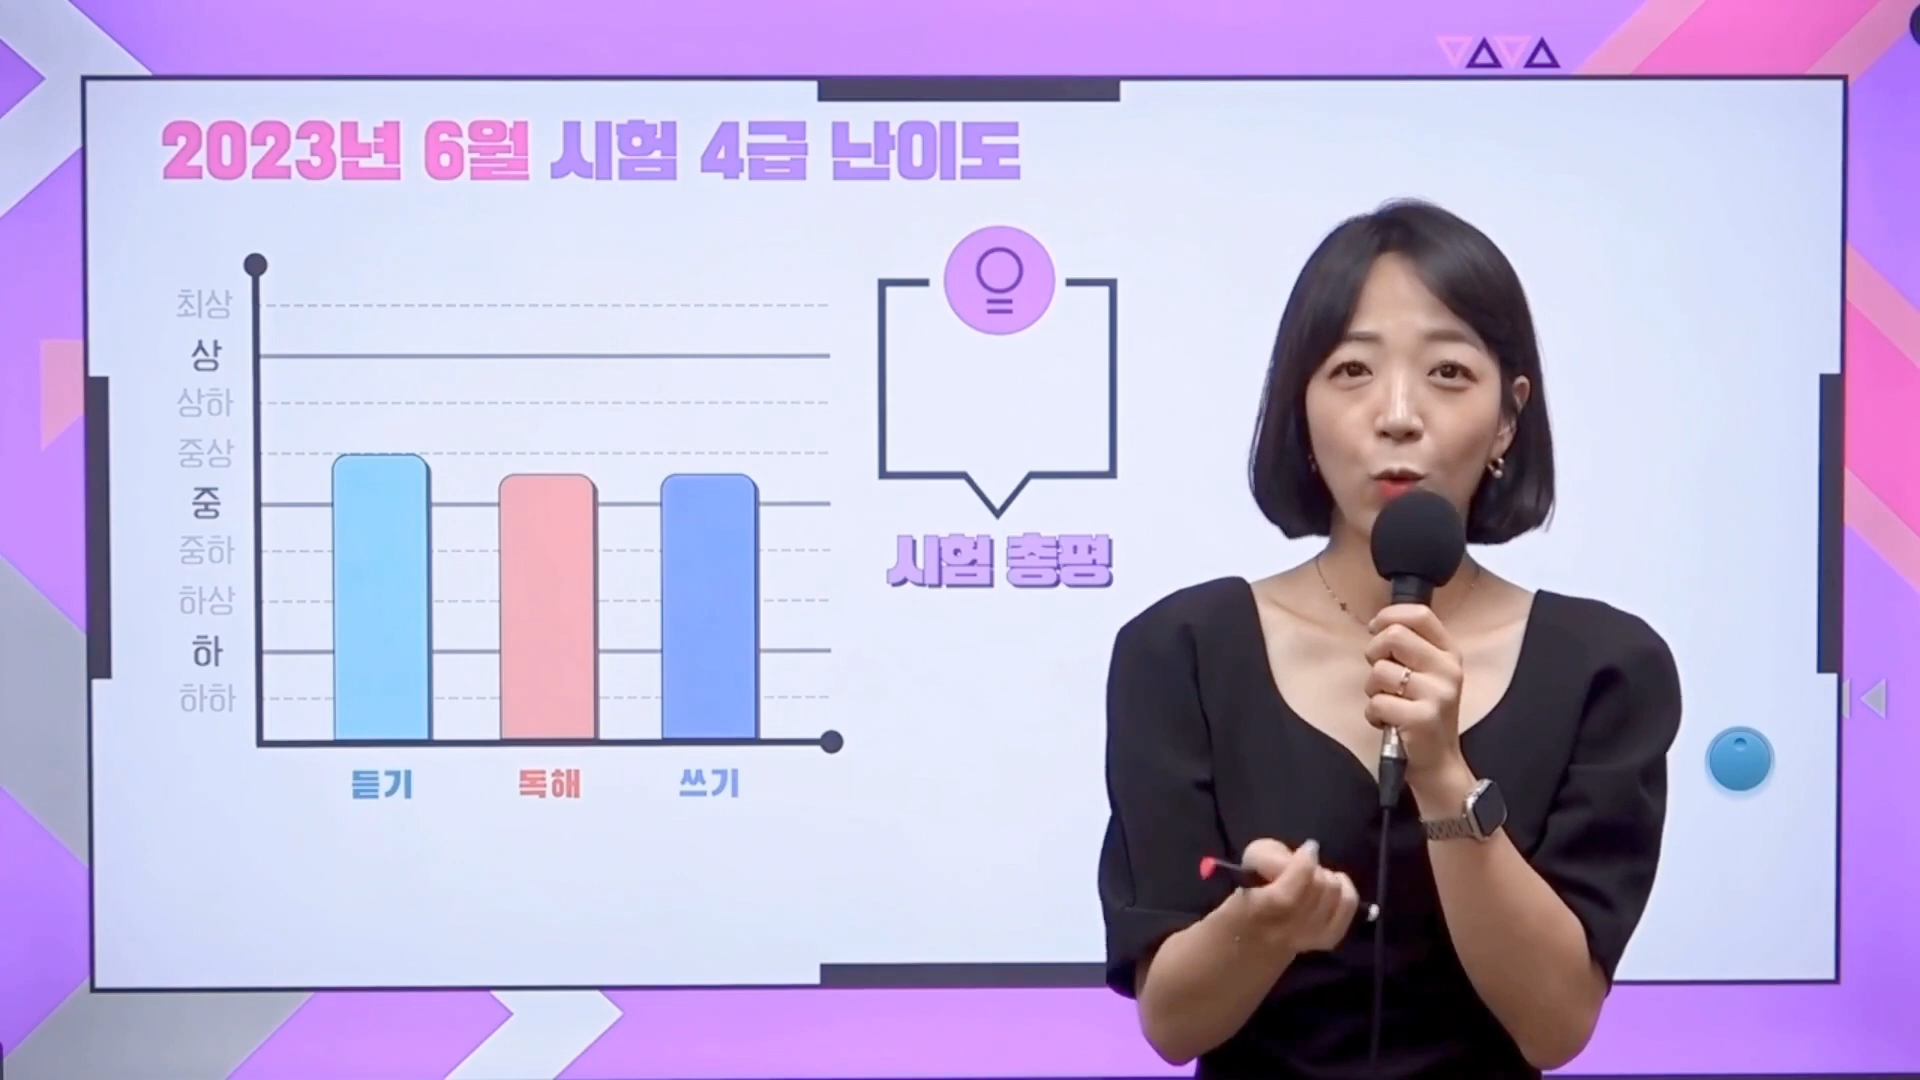 2023년 6월 시험 4급 난이도
최상
상
상하
중상
중
중하
하상
하
하하
듣기 독해 쓰기
시험 총평